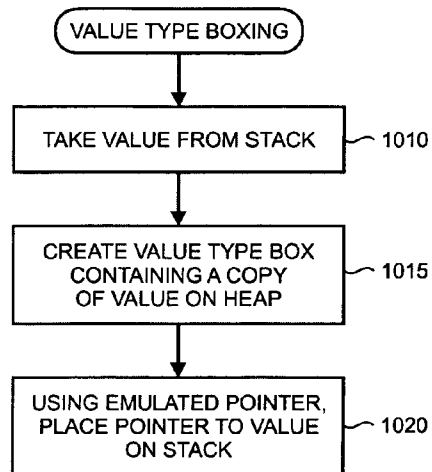 VALUE TYPE BOXING
TAKE VALUE FROM STACK
1010
CREATE VALUE TYPE BOX
CONTAINING A COPY
OF VALUE ON HEAP
1015
USING EMULATED POINTER,
PLACE POINTER TO VALUE
ON STACK
1020